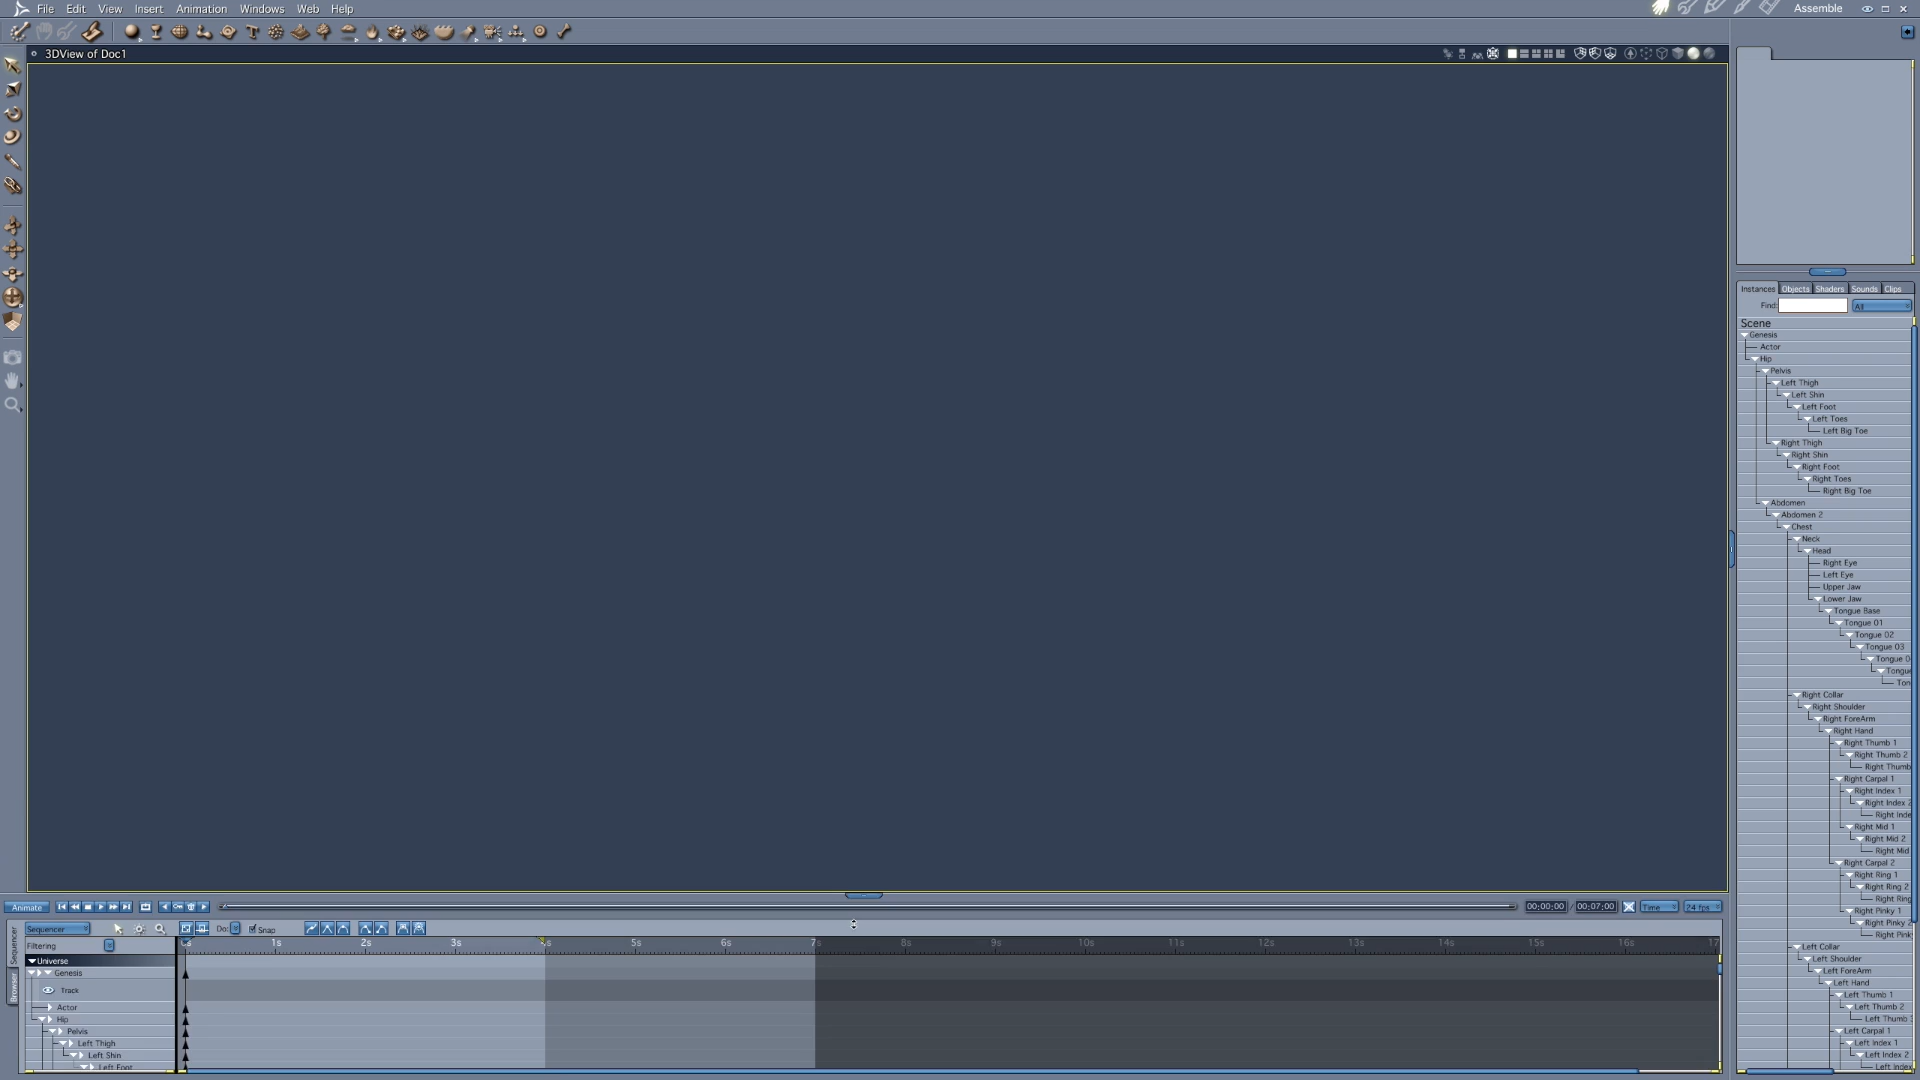 File Edit View Insert Animation Windows Web Help
Assemble
3DView of Doc1
Instances Objects Shaders Sounds Clips
Find:
All
Scene
Genesis
Actor
Hip
Pelvis
Left Thigh
Left Shin
Left Foot
Left Toes
Left Big Toe
Right Thigh
Right Shin
Right Foot
Right Toes
Right Big Toe
Abdomen
Abdomen 2
Chest
Neck
Head
Right Eye
Left Eye
Upper Jaw
Lower Jaw
Tongue Base
Tongue 01
Tongue 02
Tongue 03
Tongue 0
Tongue
Ton
Right Collar
Right Shoulder
Right ForeArm
Right Hand
Right Thumb 1
Right Thumb 2
Right Thumb
Right Carpal 1
Right Index 1
Right Index 2
Right Inde
Right Mid 1
Right Mid 2
Right Mid
Right Carpal 2
Right Ring 1
Right Ring 2
Right Ring
Right Pinky 1
Right Pinky 2
Right Pink
Left Collar
Left Shoulder
Left ForeArm
Left Hand
Left Thumb 1
Left Thumb 2
Left Thumb
Left Carpal 1
Left Index 1
Left Index 2
Left Index
Animate
00;00;00 / 00;07;00 Time 24 fps
Sequencer
Browser
Sequencer Do: Snap
Filtering
0s 1s 2s 3s 4s 5s 6s 7s 8s 9s 10s 11s 12s 13s 14s 15s 16s 17
Universe
Genesis
Track
Actor
Hip
Pelvis
Left Thigh
Left Shin
Left Foot